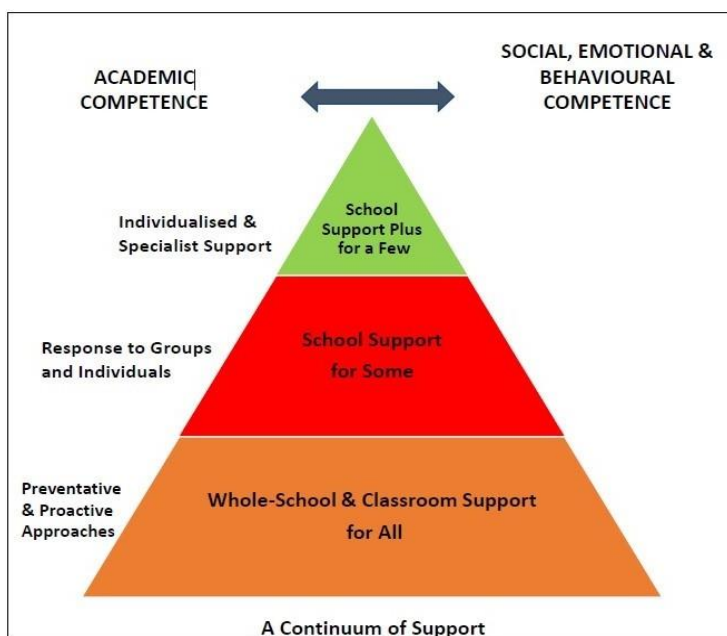 ACADEMIC
COMPETENCE
SOCIAL, EMOTIONAL &
BEHAVIOURAL
COMPETENCE
Individualised &
Specialist Support
School
Support Plus
for a Few
Response to Groups
and Individuals
School Support
for Some
Preventative
& Proactive
Approaches
Whole-School & Classroom Support
for All
A Continuum of Support